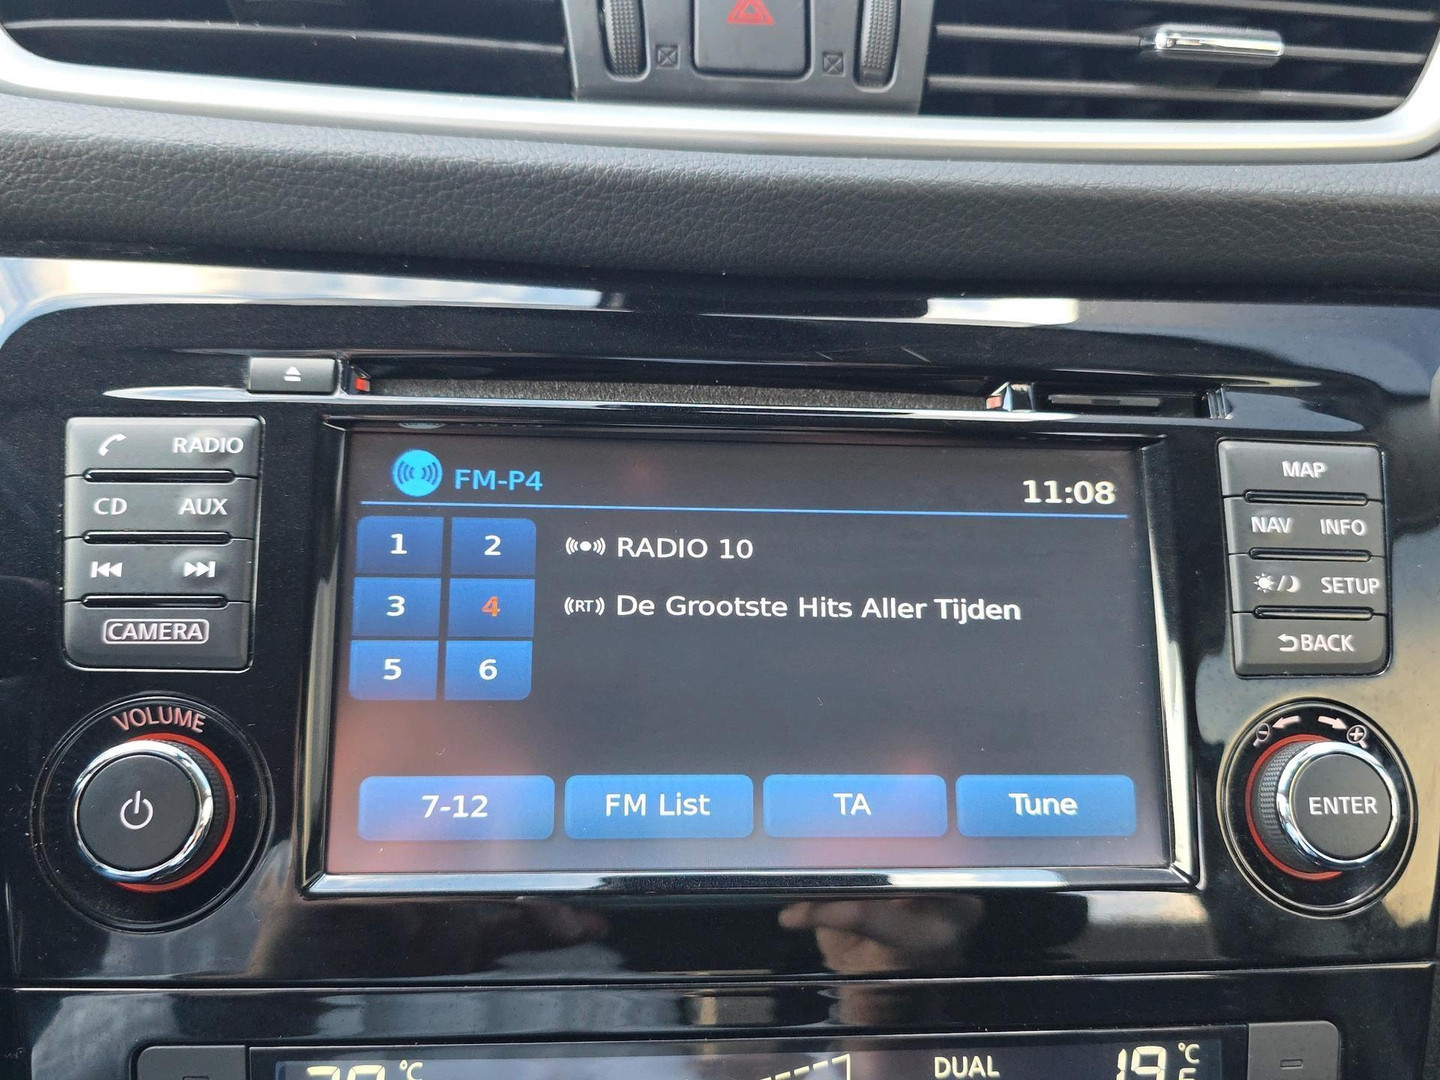 RADIO
CD AUX
CAMERA
VOLUME
FM-P4 11:08
1 2 RADIO 10
3 4 (RT) De Grootste Hits Aller Tijden
5 6
7-12 FM List TA Tune
MAP
NAV INFO
SETUP
BACK
ENTER
°C DUAL 19 °C